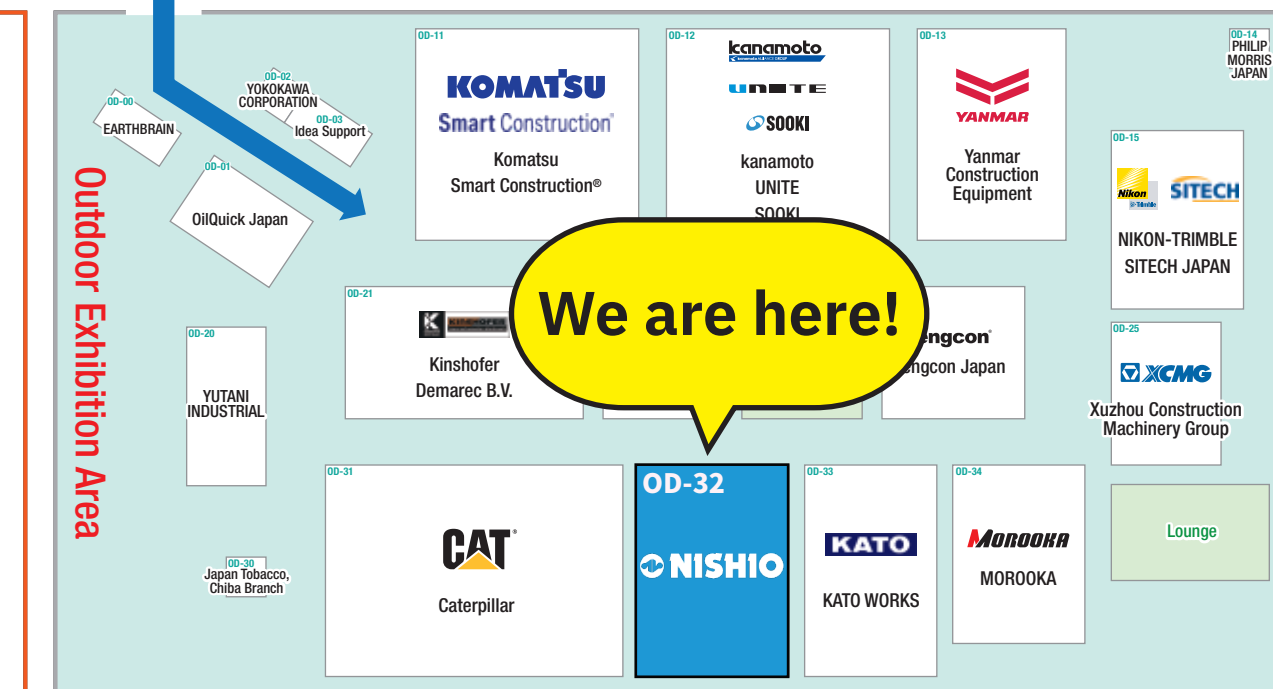 OD-11
KOMATSU
Smart Construction®
Komatsu
Smart Construction®
OD-12
kanamoto
UNITE
SOOKI
kanamoto
UNITE
SOOKI
OD-13
YANMAR
Yanmar
Construction
Equipment
OD-14
PHILIP
MORRIS
JAPAN
OD-02
YOKOKAWA
CORPORATION
OD-00
EARTHBRAIN
OD-03
Idea Support
OD-01
OilQuick Japan
OD-15
Nikon
SITECH
NIKON-TRIMBLE
SITECH JAPAN
Outdoor Exhibition Area
OD-21
KINSHOFER
Kinshofer
Demarec B.V.
We are here!
engcon
engcon Japan
OD-20
YUTANI
INDUSTRIAL
OD-25
XCMG
Xuzhou Construction
Machinery Group
OD-31
CAT®
Caterpillar
OD-32
NISHIO
OD-33
KATO
KATO WORKS
OD-34
MOROOKA
MOROOKA
Lounge
OD-30
Japan Tobacco,
Chiba Branch